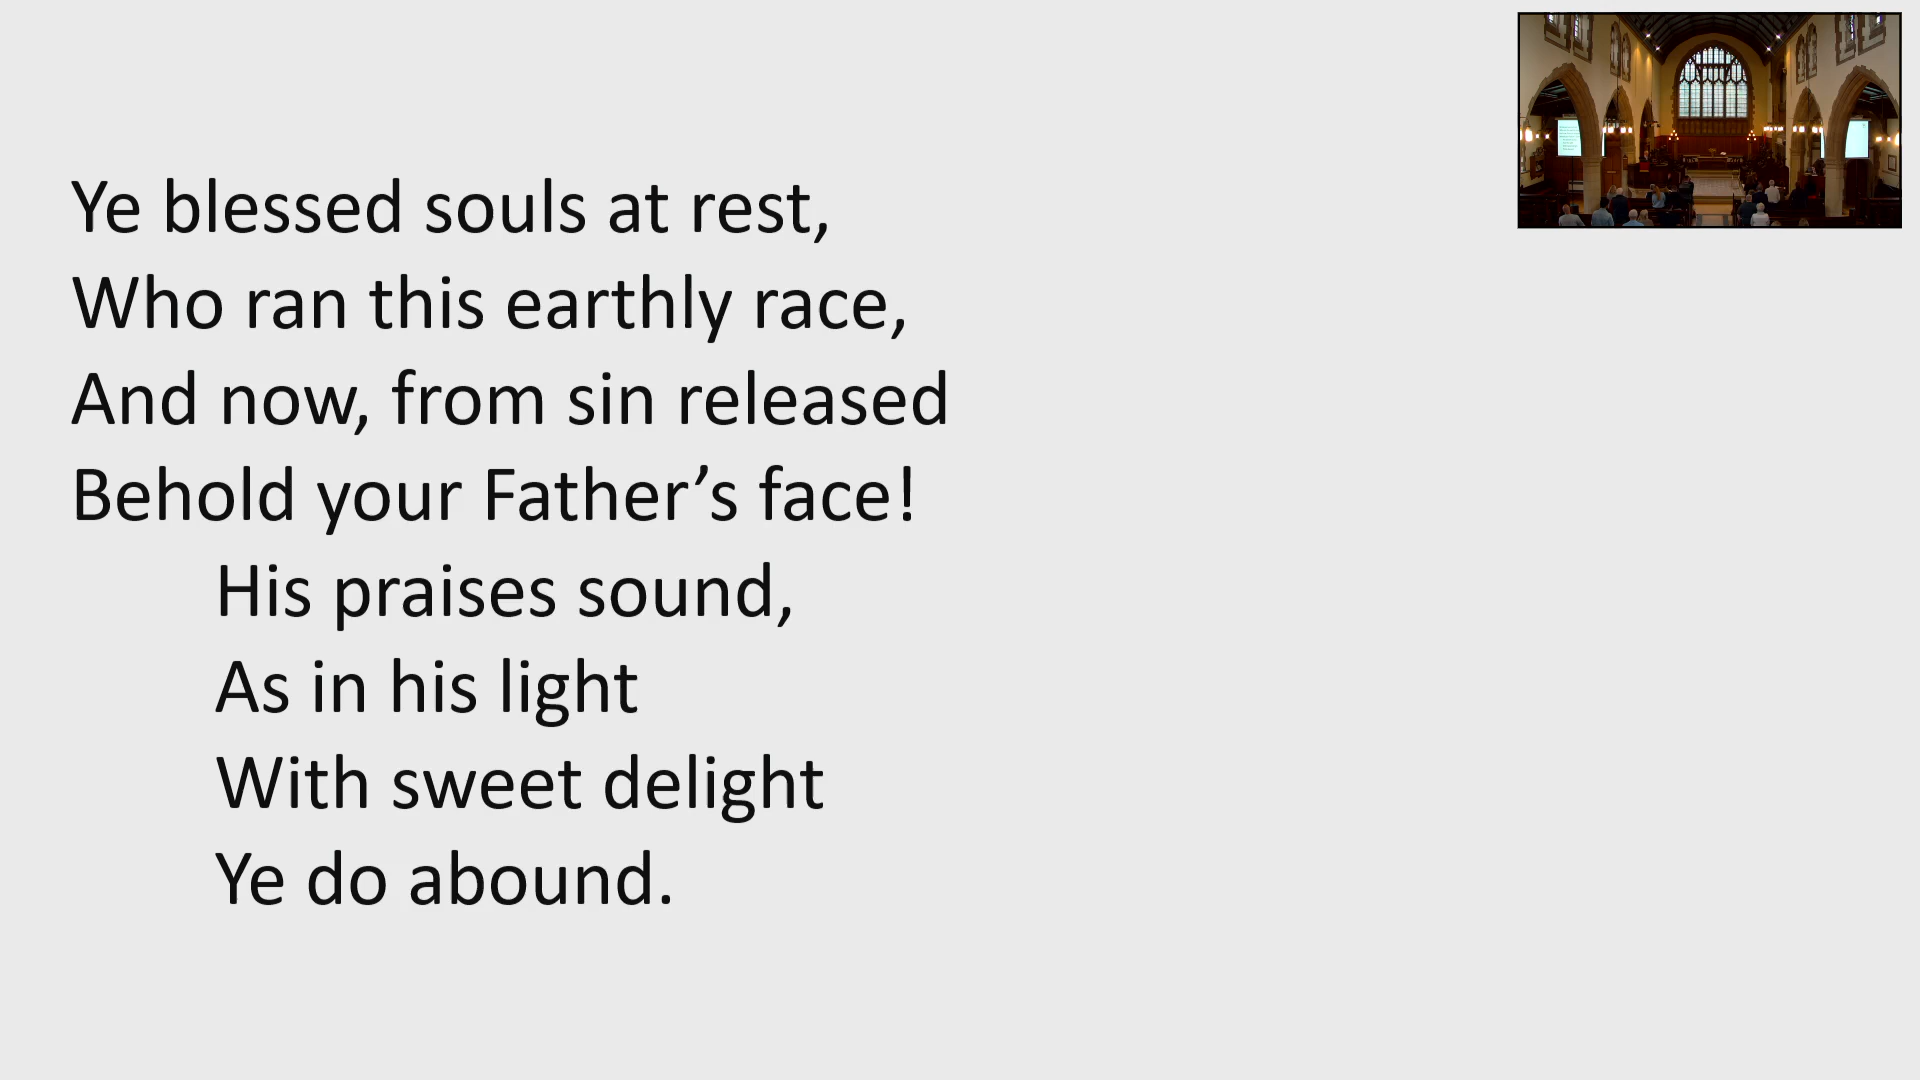 Ye blessed souls at rest,
Who ran this earthly race,
And now, from sin released
Behold your Father’s face!
His praises sound,
As in his light
With sweet delight
Ye do abound.